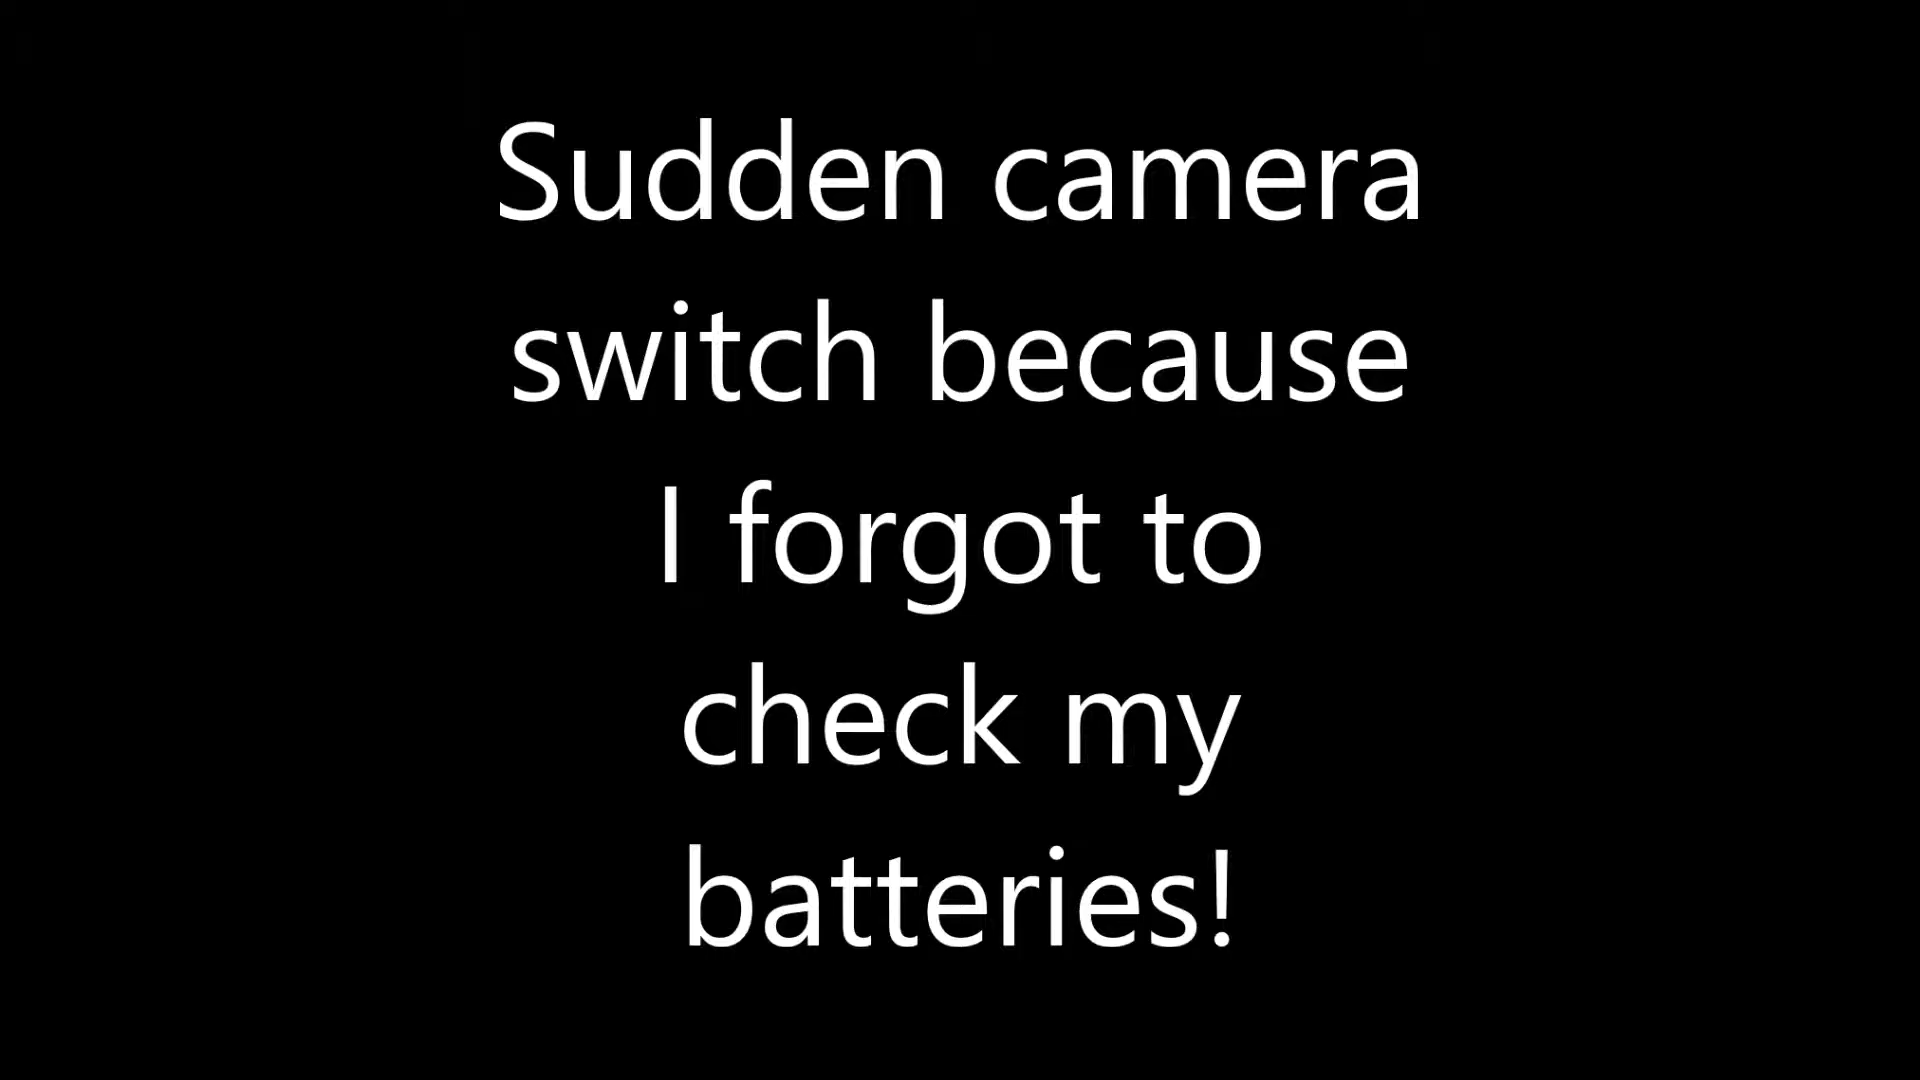 Sudden camera
switch because
I forgot to
check my
batteries!